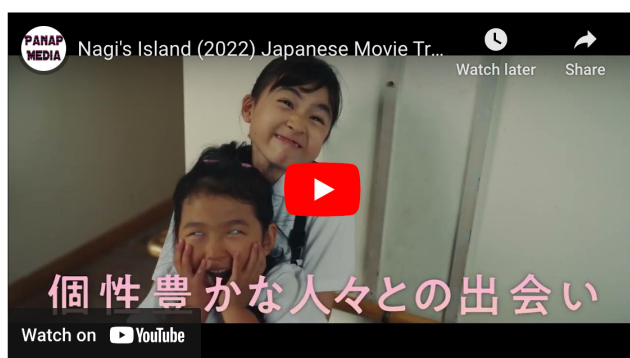 PANAP
MEDIA
Nagi's Island (2022) Japanese Movie Tr...
Watch later
Share
個性豊かな人々との出会い
Watch on YouTube